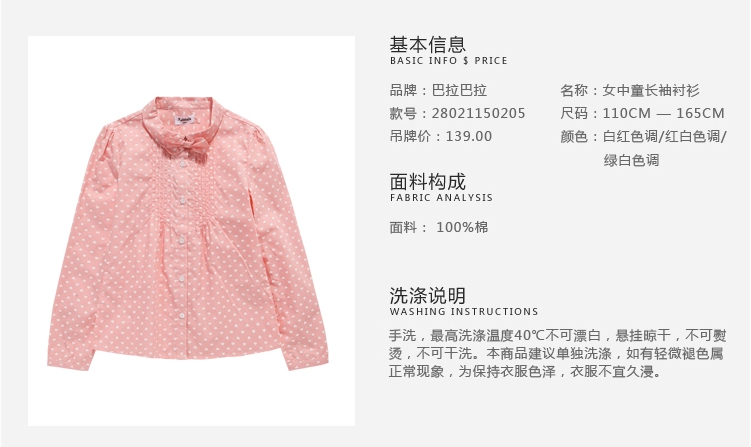 基本信息
BASIC INFO $ PRICE
品牌：巴拉巴拉 名称：女中童长袖衬衫
款号：28021150205 尺码：110CM — 165CM
吊牌价：139.00 颜色：白红色调/红白色调/
绿白色调
面料构成
FABRIC ANALYSIS
面料： 100%棉
洗涤说明
WASHING INSTRUCTIONS
手洗，最高洗涤温度40℃不可漂白，悬挂晾干，不可熨
烫，不可干洗。本商品建议单独洗涤，如有轻微褪色属
正常现象，为保持衣服色泽，衣服不宜久浸。